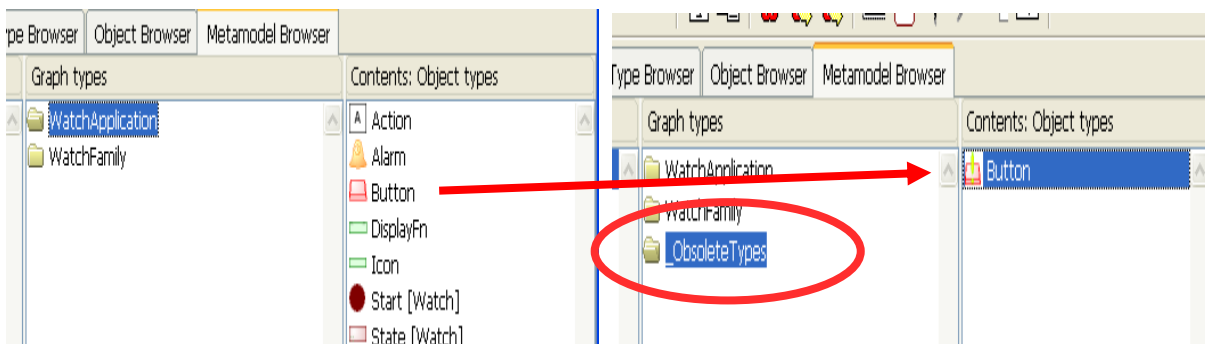 pe Browser Object Browser Metamodel Browser
Graph types Contents: Object types
WatchApplication
WatchFamily
A Action
Alarm
Button
DisplayFn
Icon
Start [Watch]
State [Watch]
Type Browser Object Browser Metamodel Browser
Graph types Contents: Object types
WatchApplication
WatchFamily
_ObsoleteTypes
Button